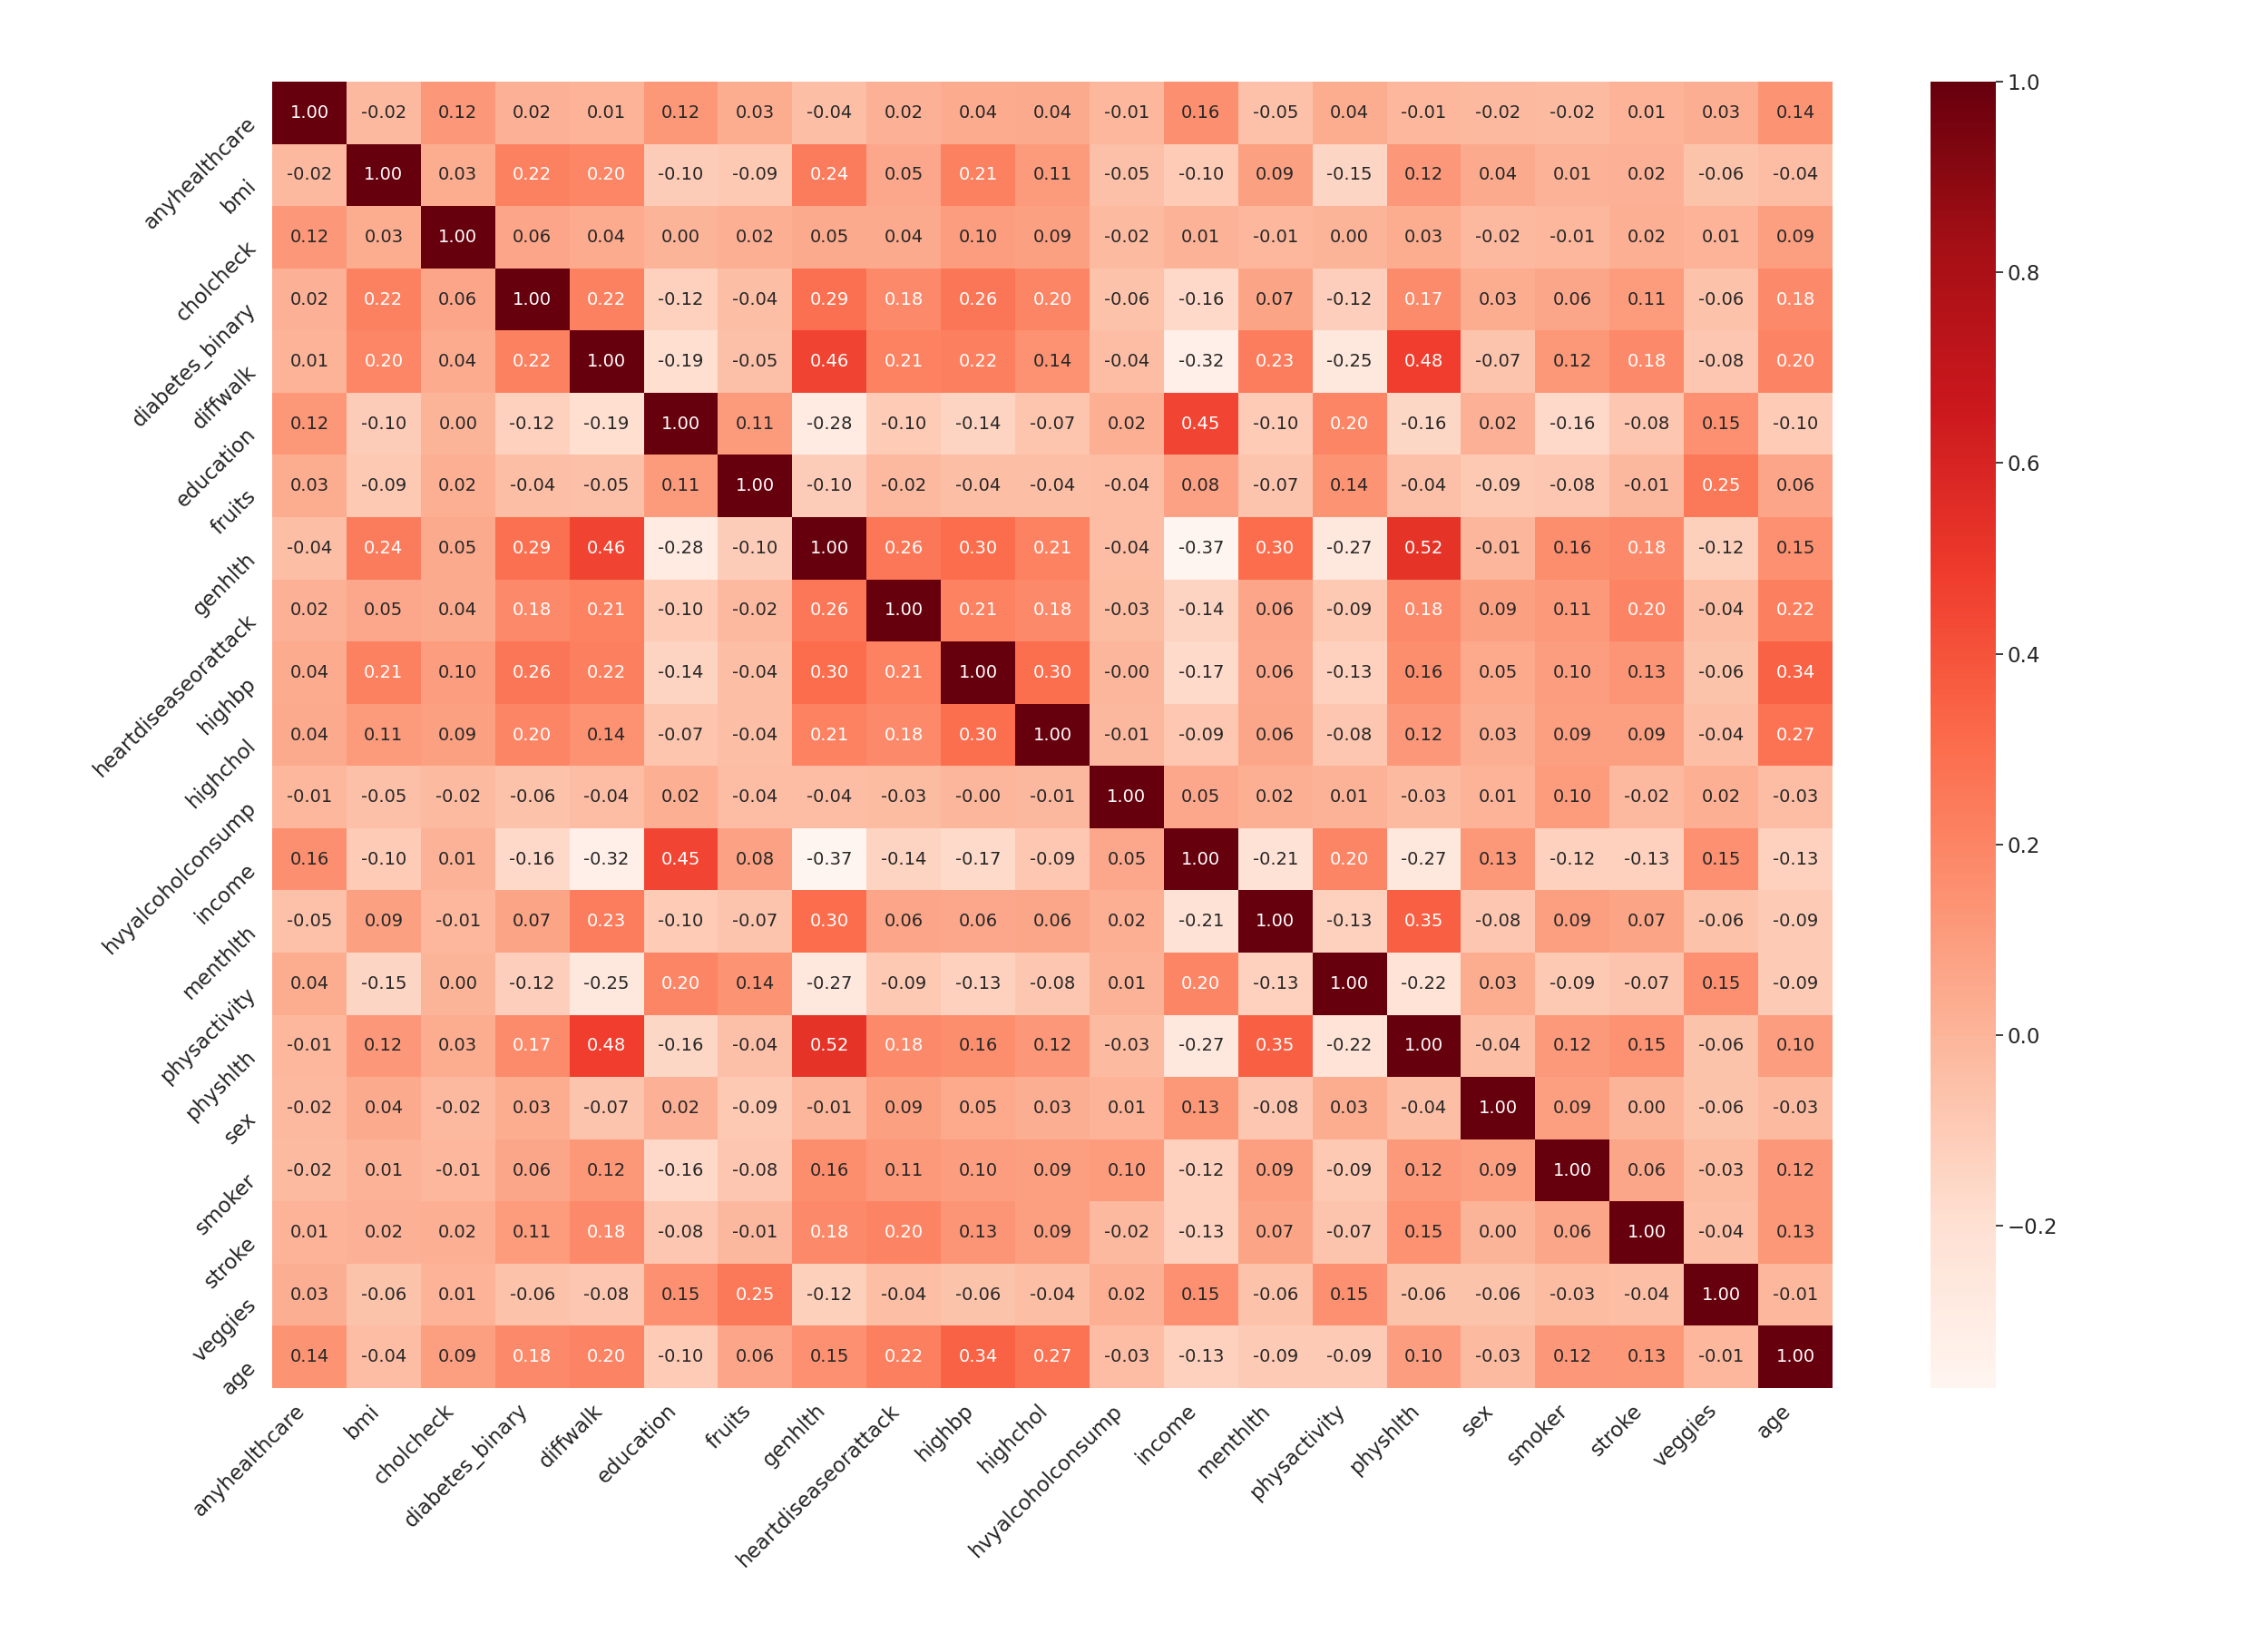 anyhealthcare 1.00 -0.02 0.12 0.02 0.01 0.12 0.03 -0.04 0.02 0.04 0.04 -0.01 0.16 -0.05 0.04 -0.01 -0.02 -0.02 0.01 0.03 0.14
bmi -0.02 1.00 0.03 0.22 0.20 -0.10 -0.09 0.24 0.05 0.21 0.11 -0.05 -0.10 0.09 -0.15 0.12 0.04 0.01 0.02 -0.06 -0.04
cholcheck 0.12 0.03 1.00 0.06 0.04 0.00 0.02 0.05 0.04 0.10 0.09 -0.02 0.01 -0.01 0.00 0.03 -0.02 -0.01 0.02 0.01 0.09
diabetes_binary 0.02 0.22 0.06 1.00 0.22 -0.12 -0.04 0.29 0.18 0.26 0.20 -0.06 -0.16 0.07 -0.12 0.17 0.03 0.06 0.11 -0.06 0.18
diffwalk 0.01 0.20 0.04 0.22 1.00 -0.19 -0.05 0.46 0.21 0.22 0.14 -0.04 -0.32 0.23 -0.25 0.48 -0.07 0.12 0.18 -0.08 0.20
education 0.12 -0.10 0.00 -0.12 -0.19 1.00 0.11 -0.28 -0.10 -0.14 -0.07 0.02 0.45 -0.10 0.20 -0.16 0.02 -0.16 -0.08 0.15 -0.10
fruits 0.03 -0.09 0.02 -0.04 -0.05 0.11 1.00 -0.10 -0.02 -0.04 -0.04 -0.04 0.08 -0.07 0.14 -0.04 -0.09 -0.08 -0.01 0.25 0.06
genhlth -0.04 0.24 0.05 0.29 0.46 -0.28 -0.10 1.00 0.26 0.30 0.21 -0.04 -0.37 0.30 -0.27 0.52 -0.01 0.16 0.18 -0.12 0.15
heartdiseaseorattack 0.02 0.05 0.04 0.18 0.21 -0.10 -0.02 0.26 1.00 0.21 0.18 -0.03 -0.14 0.06 -0.09 0.18 0.09 0.11 0.20 -0.04 0.22
highbp 0.04 0.21 0.10 0.26 0.22 -0.14 -0.04 0.30 0.21 1.00 0.30 -0.00 -0.17 0.06 -0.13 0.16 0.05 0.10 0.13 -0.06 0.34
highchol 0.04 0.11 0.09 0.20 0.14 -0.07 -0.04 0.21 0.18 0.30 1.00 -0.01 -0.09 0.06 -0.08 0.12 0.03 0.09 0.09 -0.04 0.27
hvyalcoholconsump -0.01 -0.05 -0.02 -0.06 -0.04 0.02 -0.04 -0.04 -0.03 -0.00 -0.01 1.00 0.05 0.02 0.01 -0.03 0.01 0.10 -0.02 0.02 -0.03
income 0.16 -0.10 0.01 -0.16 -0.32 0.45 0.08 -0.37 -0.14 -0.17 -0.09 0.05 1.00 -0.21 0.20 -0.27 0.13 -0.12 -0.13 0.15 -0.13
menthlth -0.05 0.09 -0.01 0.07 0.23 -0.10 -0.07 0.30 0.06 0.06 0.06 0.02 -0.21 1.00 -0.13 0.35 -0.08 0.09 0.07 -0.06 -0.09
physactivity 0.04 -0.15 0.00 -0.12 -0.25 0.20 0.14 -0.27 -0.09 -0.13 -0.08 0.01 0.20 -0.13 1.00 -0.22 0.03 -0.09 -0.07 0.15 -0.09
physhlth -0.01 0.12 0.03 0.17 0.48 -0.16 -0.04 0.52 0.18 0.16 0.12 -0.03 -0.27 0.35 -0.22 1.00 -0.04 0.12 0.15 -0.06 0.10
sex -0.02 0.04 -0.02 0.03 -0.07 0.02 -0.09 -0.01 0.09 0.05 0.03 0.01 0.13 -0.08 0.03 -0.04 1.00 0.09 0.00 -0.06 -0.03
smoker -0.02 0.01 -0.01 0.06 0.12 -0.16 -0.08 0.16 0.11 0.10 0.09 0.10 -0.12 0.09 -0.09 0.12 0.09 1.00 0.06 -0.03 0.12
stroke 0.01 0.02 0.02 0.11 0.18 -0.08 -0.01 0.18 0.20 0.13 0.09 -0.02 -0.13 0.07 -0.07 0.15 0.00 0.06 1.00 -0.04 0.13
veggies 0.03 -0.06 0.01 -0.06 -0.08 0.15 0.25 -0.12 -0.04 -0.06 -0.04 0.02 0.15 -0.06 0.15 -0.06 -0.06 -0.03 -0.04 1.00 -0.01
age 0.14 -0.04 0.09 0.18 0.20 -0.10 0.06 0.15 0.22 0.34 0.27 -0.03 -0.13 -0.09 -0.09 0.10 -0.03 0.12 0.13 -0.01 1.00
anyhealthcare bmi cholcheck diabetes_binary diffwalk education fruits genhlth heartdiseaseorattack highbp highchol hvyalcoholconsump income menthlth physactivity physhlth sex smoker stroke veggies age
1.0
0.8
0.6
0.4
0.2
0.0
−0.2